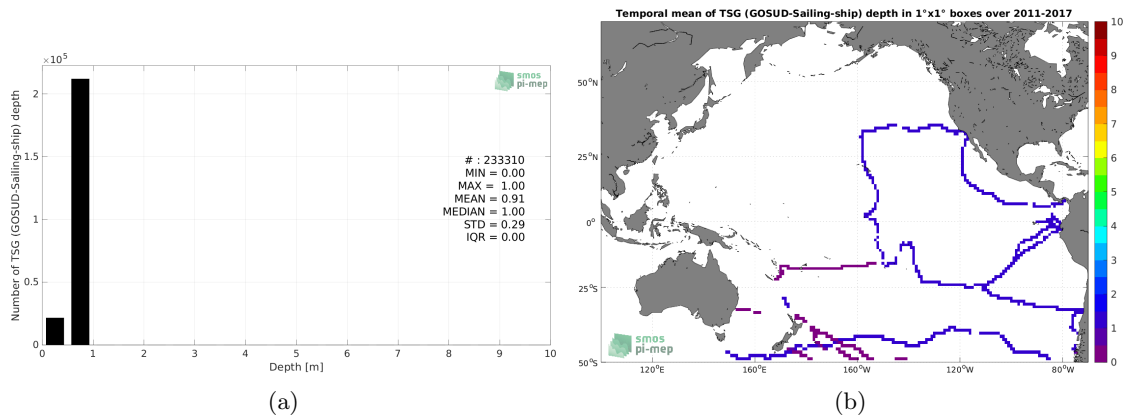 ×10⁵
2
1.5
1
0.5
0
Number of TSG (GOSUD-Sailing-ship) depth
smos
pi-mep
# : 233310
MIN = 0.00
MAX = 1.00
MEAN = 0.91
MEDIAN = 1.00
STD = 0.29
IQR = 0.00
0 1 2 3 4 5 6 7 8 9 10
Depth [m]
(a)
Temporal mean of TSG (GOSUD-Sailing-ship) depth in 1°x1° boxes over 2011-2017
50°N
25°N
0°
25°S
50°S
120°E 160°E 160°W 120°W 80°W
smos
pi-mep
10
9
8
7
6
5
4
3
2
1
0
(b)